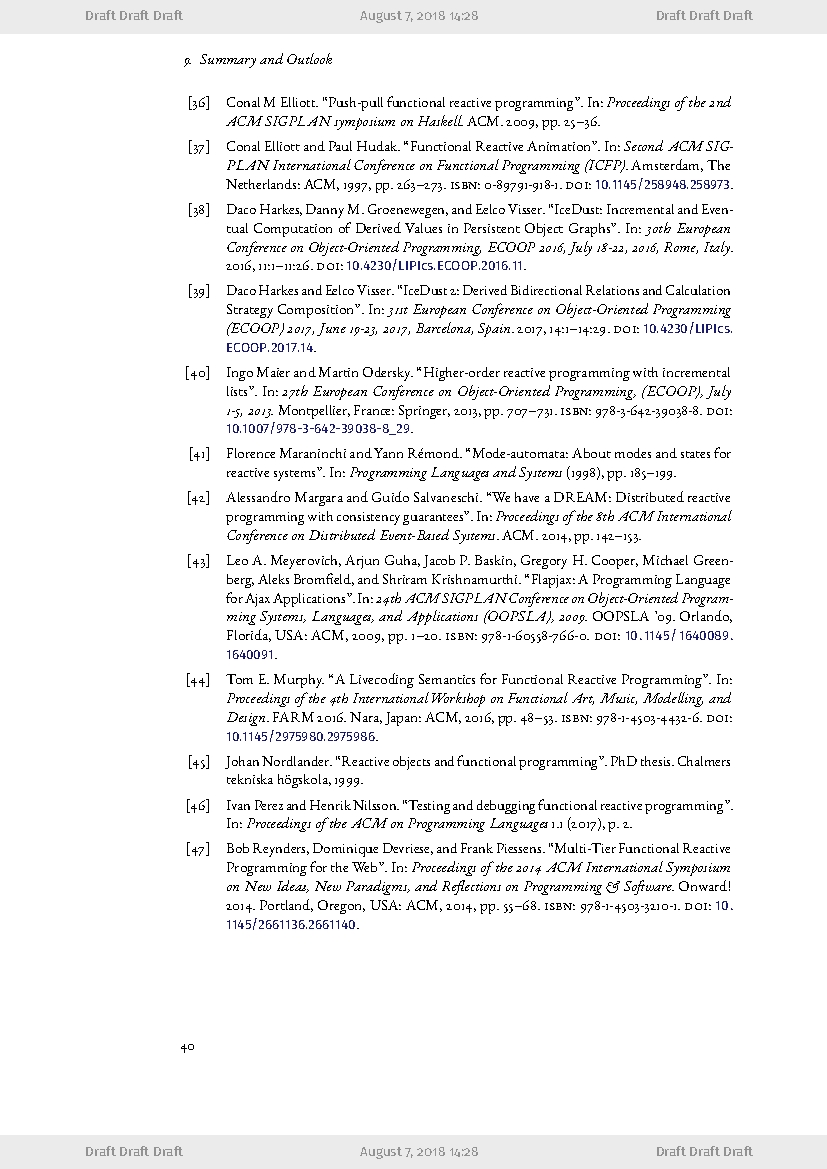 Draft Draft Draft August 7, 2018 14:28 Draft Draft Draft
9. Summary and Outlook
[36] Conal M Elliott. “Push-pull functional reactive programming”. In: Proceedings of the 2nd
ACM SIGPLAN symposium on Haskell. ACM. 2009, pp. 25–36.
[37] Conal Elliott and Paul Hudak. “Functional Reactive Animation”. In: Second ACM SIG-
PLAN International Conference on Functional Programming (ICFP). Amsterdam, The
Netherlands: ACM, 1997, pp. 263–273. ISBN: 0-89791-918-1. DOI: 10.1145/258948.258973.
[38] Daco Harkes, Danny M. Groenewegen, and Eelco Visser. “IceDust: Incremental and Even-
tual Computation of Derived Values in Persistent Object Graphs”. In: 30th European
Conference on Object-Oriented Programming, ECOOP 2016, July 18-22, 2016, Rome, Italy.
2016, 11:1–11:26. DOI: 10.4230/LIPIcs.ECOOP.2016.11.
[39] Daco Harkes and Eelco Visser. “IceDust 2: Derived Bidirectional Relations and Calculation
Strategy Composition”. In: 31st European Conference on Object-Oriented Programming
(ECOOP) 2017, June 19-23, 2017, Barcelona, Spain. 2017, 14:1–14:29. DOI: 10.4230/LIPIcs.
ECOOP.2017.14.
[40] Ingo Maier and Martin Odersky. “Higher-order reactive programming with incremental
lists”. In: 27th European Conference on Object-Oriented Programming, (ECOOP), July
1-5, 2013. Montpellier, France: Springer, 2013, pp. 707–731. ISBN: 978-3-642-39038-8. DOI:
10.1007/978-3-642-39038-8_29.
[41] Florence Maraninchi and Yann Rémond. “Mode-automata: About modes and states for
reactive systems”. In: Programming Languages and Systems (1998), pp. 185–199.
[42] Alessandro Margara and Guido Salvaneschi. “We have a DREAM: Distributed reactive
programming with consistency guarantees”. In: Proceedings of the 8th ACM International
Conference on Distributed Event-Based Systems. ACM. 2014, pp. 142–153.
[43] Leo A. Meyerovich, Arjun Guha, Jacob P. Baskin, Gregory H. Cooper, Michael Green-
berg, Aleks Bromfield, and Shriram Krishnamurthi. “Flapjax: A Programming Language
for Ajax Applications”. In: 24th ACM SIGPLAN Conference on Object-Oriented Program-
ming Systems, Languages, and Applications (OOPSLA), 2009. OOPSLA ’09. Orlando,
Florida, USA: ACM, 2009, pp. 1–20. ISBN: 978-1-60558-766-0. DOI: 10.1145/1640089.
1640091.
[44] Tom E. Murphy. “A Livecoding Semantics for Functional Reactive Programming”. In:
Proceedings of the 4th International Workshop on Functional Art, Music, Modelling, and
Design. FARM 2016. Nara, Japan: ACM, 2016, pp. 48–53. ISBN: 978-1-4503-4432-6. DOI:
10.1145/2975980.2975986.
[45] Johan Nordlander. “Reactive objects and functional programming”. PhD thesis. Chalmers
tekniska högskola, 1999.
[46] Ivan Perez and Henrik Nilsson. “Testing and debugging functional reactive programming”.
In: Proceedings of the ACM on Programming Languages 1.1 (2017), p. 2.
[47] Bob Reynders, Dominique Devriese, and Frank Piessens. “Multi-Tier Functional Reactive
Programming for the Web”. In: Proceedings of the 2014 ACM International Symposium
on New Ideas, New Paradigms, and Reflections on Programming & Software. Onward!
2014. Portland, Oregon, USA: ACM, 2014, pp. 55–68. ISBN: 978-1-4503-3210-1. DOI: 10.
1145/2661136.2661140.
40
Draft Draft Draft August 7, 2018 14:28 Draft Draft Draft